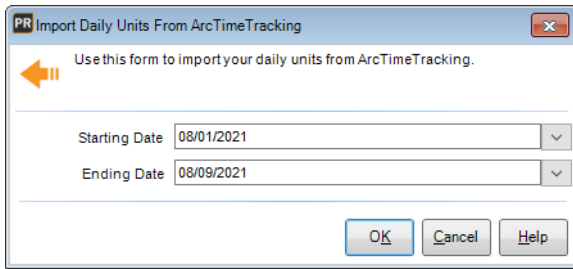 PR Import Daily Units From ArcTimeTracking
Use this form to import your daily units from ArcTimeTracking.
Starting Date 08/01/2021
Ending Date 08/09/2021
OK Cancel Help